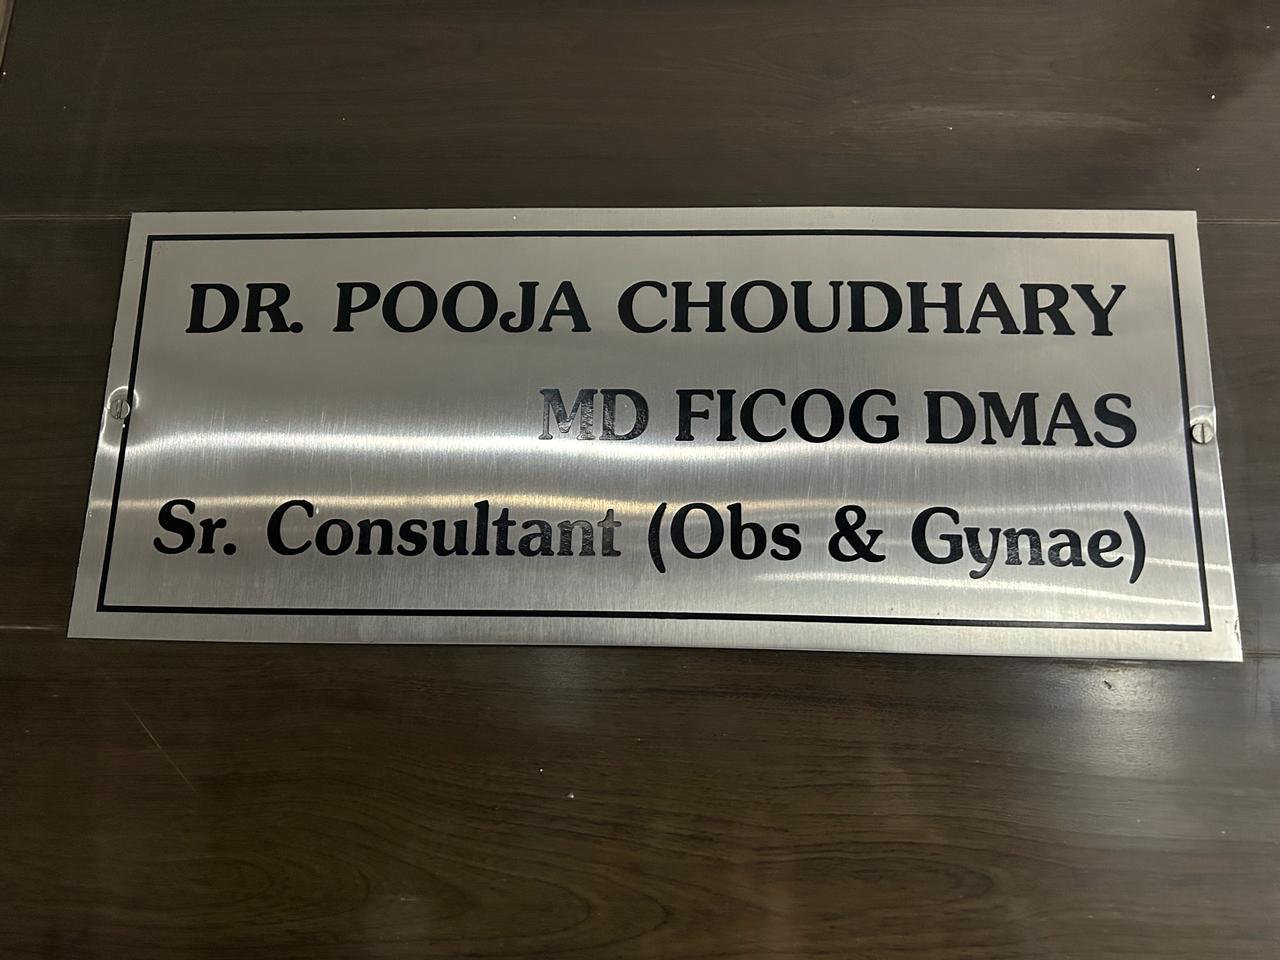 DR. POOJA CHOUDHARY
MD FICOG DMAS
Sr. Consultant (Obs & Gynae)